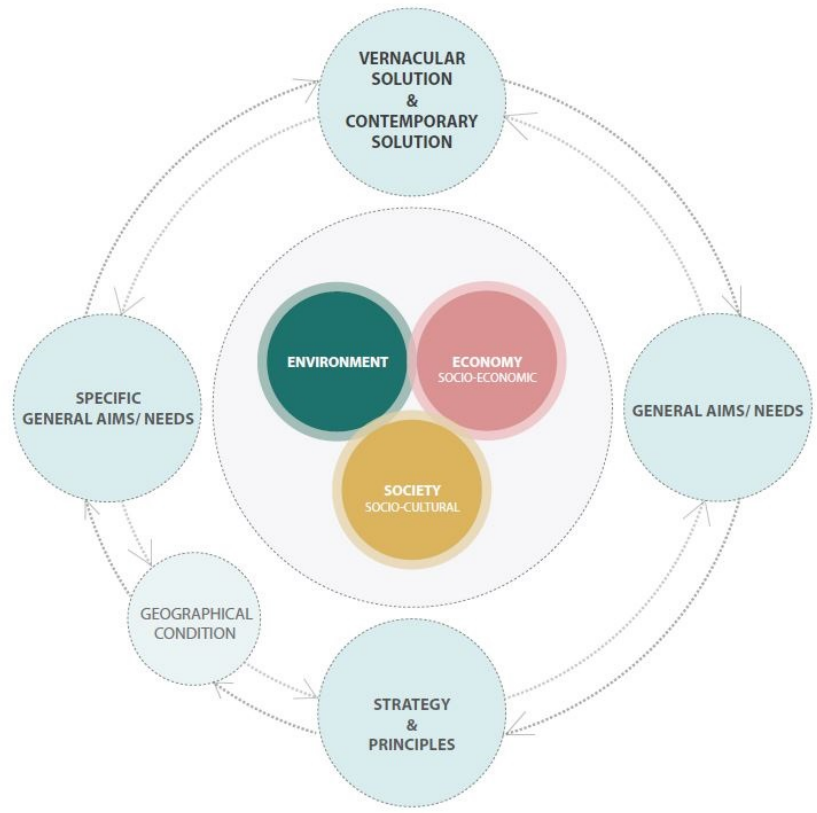 VERNACULAR
SOLUTION
&
CONTEMPORARY
SOLUTION
ENVIRONMENT
ECONOMY
SOCIO-ECONOMIC
SPECIFIC
GENERAL AIMS/ NEEDS
GENERAL AIMS/ NEEDS
SOCIETY
SOCIO-CULTURAL
GEOGRAPHICAL
CONDITION
STRATEGY
&
PRINCIPLES